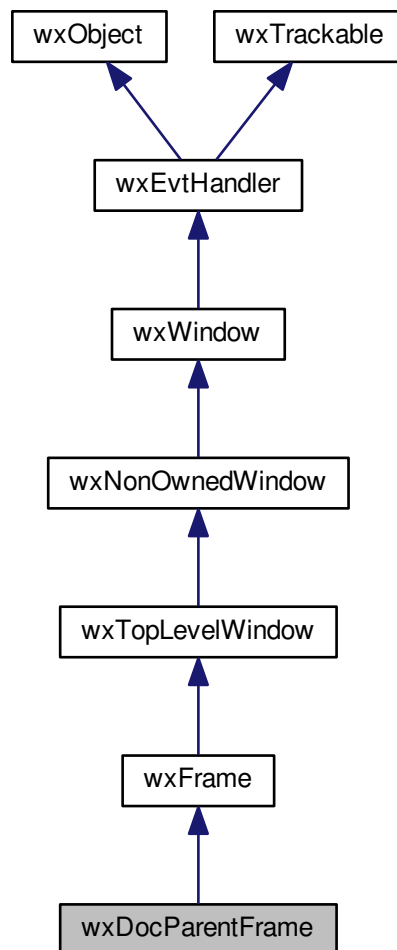 wxObject
wxTrackable
wxEvtHandler
wxWindow
wxNonOwnedWindow
wxTopLevelWindow
wxFrame
wxDocParentFrame